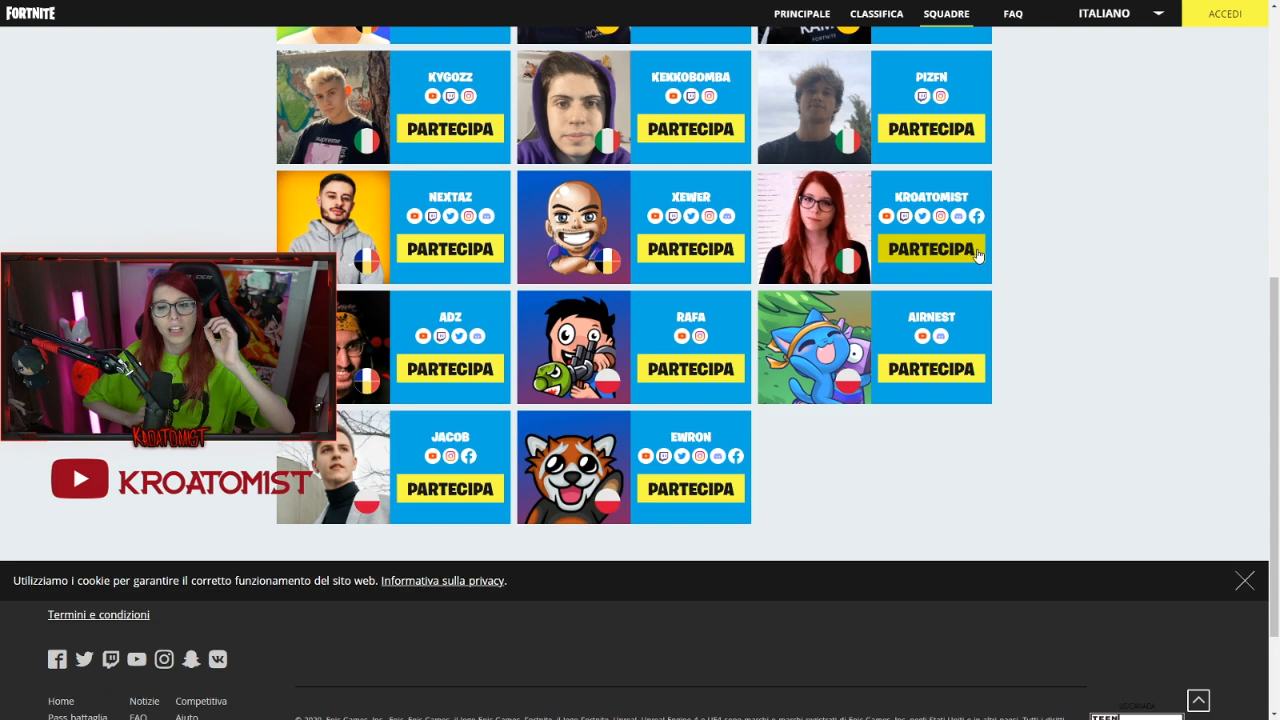 FORTNITE
PRINCIPALE
CLASSIFICA
SQUADRE
FAQ
ITALIANO
ACCEDI
KYGOZZ
PARTECIPA
KEKKOBOMBA
PARTECIPA
PIZFN
PARTECIPA
NEXTAZ
PARTECIPA
XEWER
PARTECIPA
KROATOMIST
PARTECIPA
ADZ
PARTECIPA
RAFA
PARTECIPA
AIRNEST
PARTECIPA
KROATOMIST
KROATOMIST
JACOB
PARTECIPA
EWRON
PARTECIPA
Utilizziamo i cookie per garantire il corretto funzionamento del sito web. Informativa sulla privacy.
Termini e condizioni
Home
Notizie
Competitiva
Pass battaglia
FAQ
Aiuto